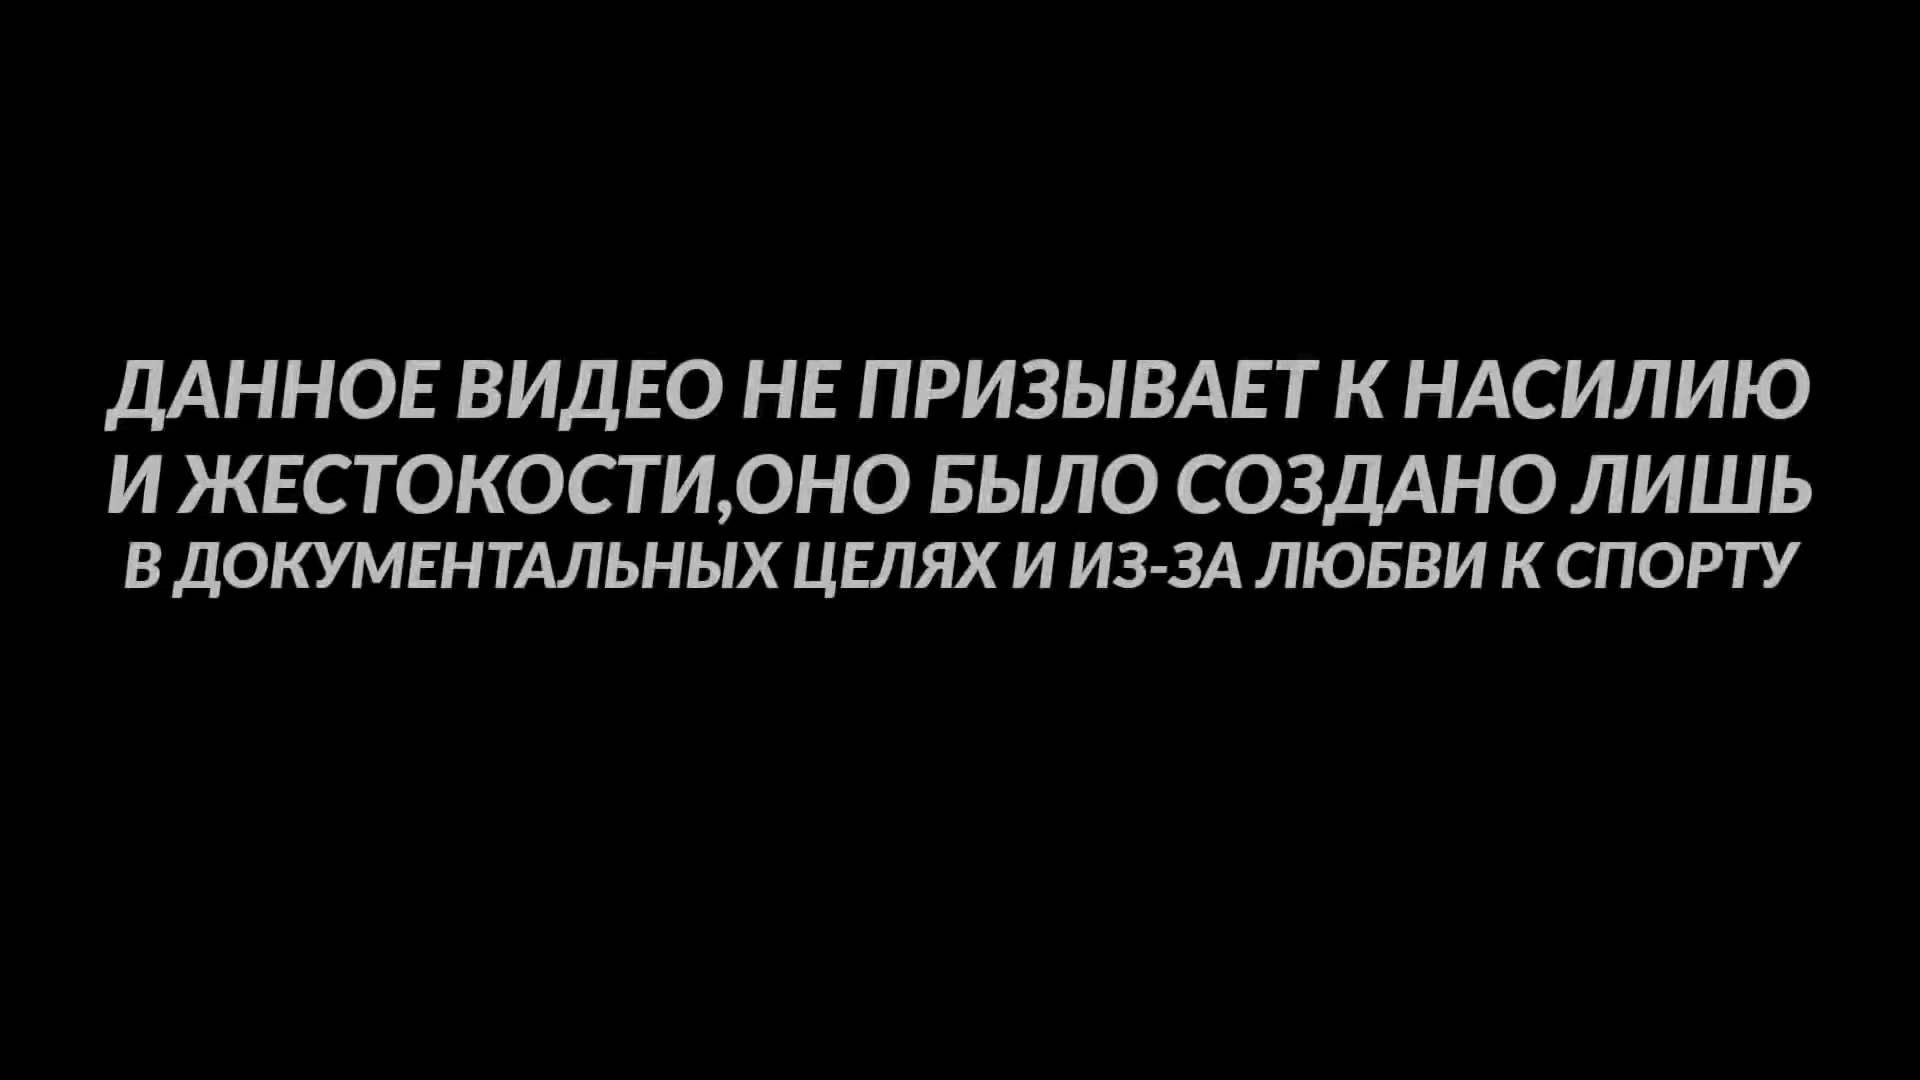 ДАННОЕ ВИДЕО НЕ ПРИЗЫВАЕТ К НАСИЛИЮ
И ЖЕСТОКОСТИ,ОНО БЫЛО СОЗДАНО ЛИШЬ
В ДОКУМЕНТАЛЬНЫХ ЦЕЛЯХ И ИЗ-ЗА ЛЮБВИ К СПОРТУ